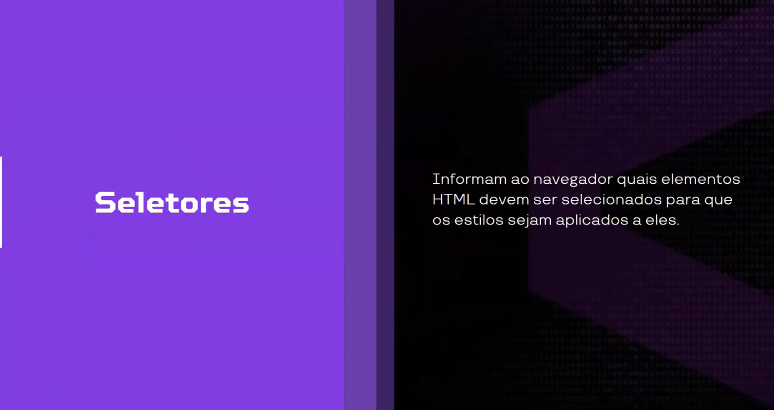 Seletores
Informam ao navegador quais elementos
HTML devem ser selecionados para que
os estilos sejam aplicados a eles.